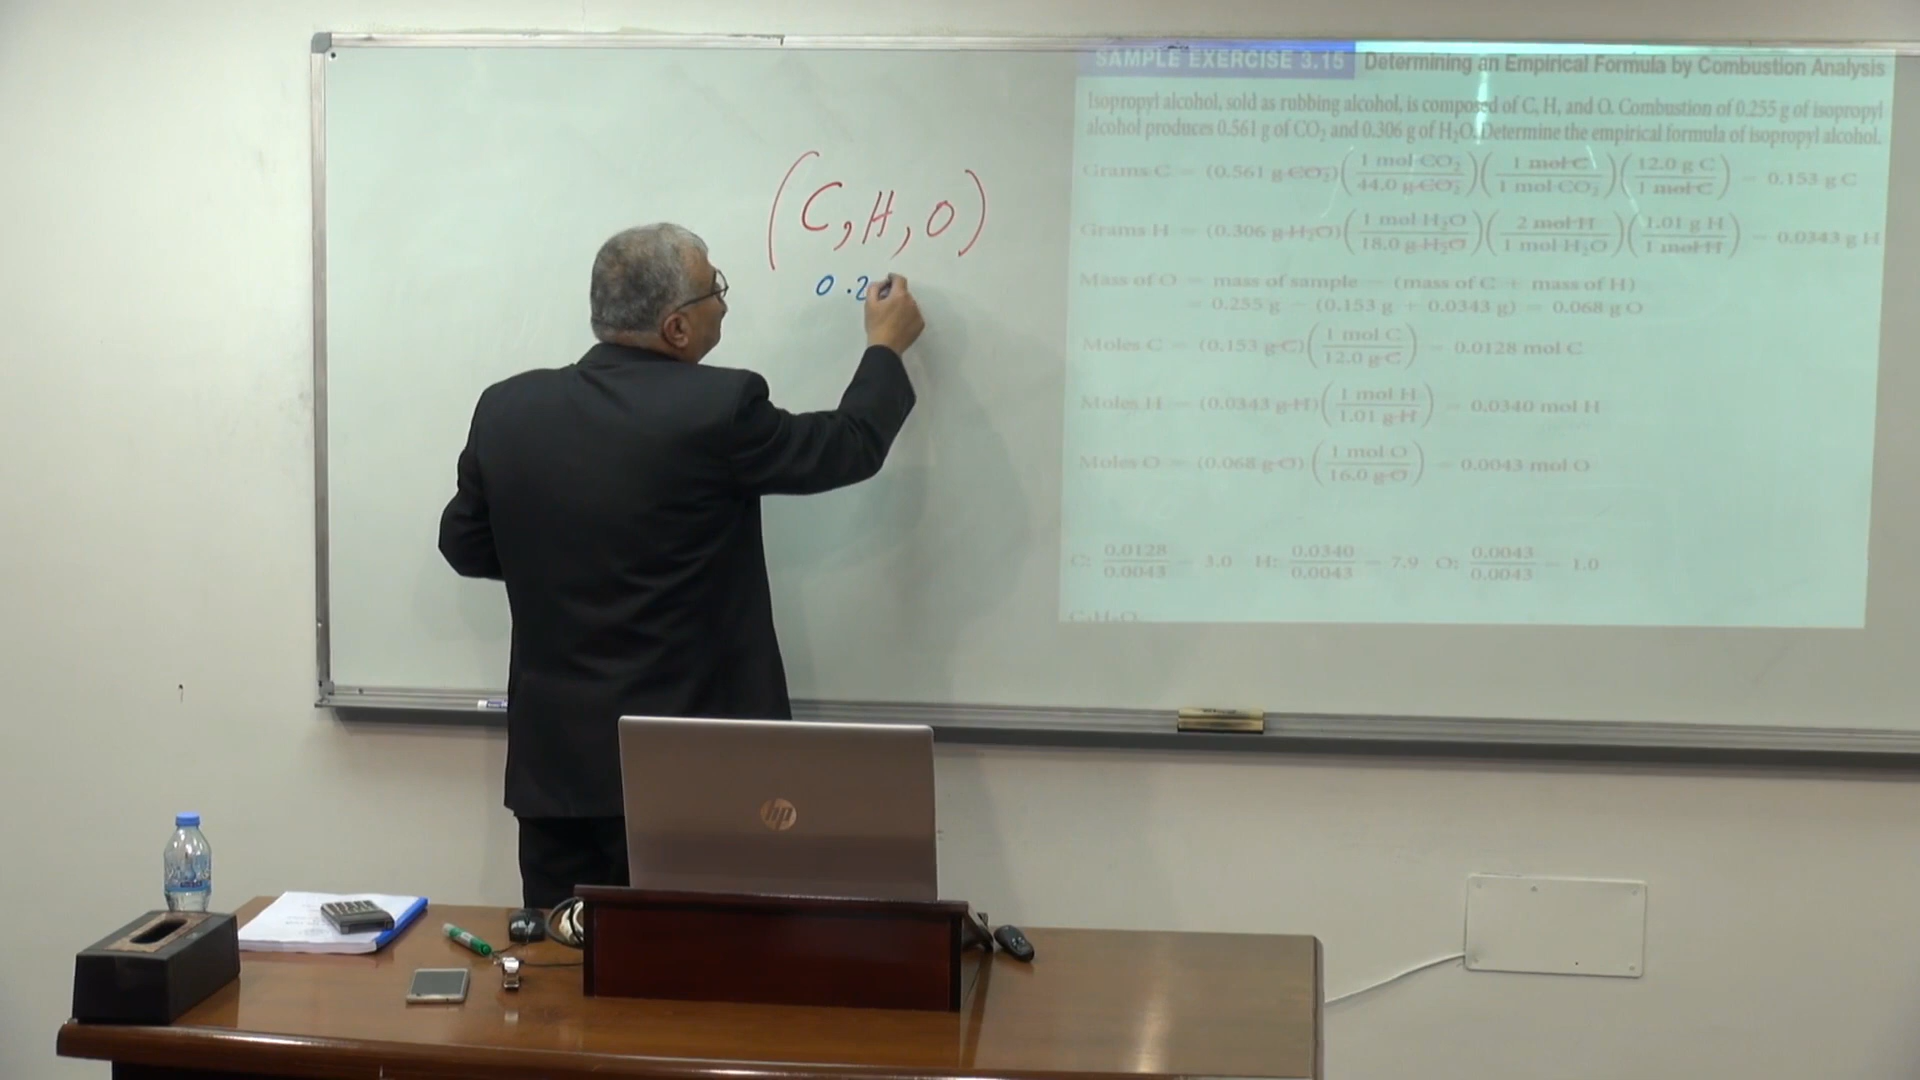 SAMPLE EXERCISE 3.15 Determining an Empirical Formula by Combustion Analysis
Isopropyl alcohol, sold as rubbing alcohol, is composed of C, H, and O. Combustion of 0.255 g of isopropyl
alcohol produces 0.561 g of CO₂ and 0.306 g of H₂O. Determine the empirical formula of isopropyl alcohol.
Grams C = (0.561 g CO₂)(1 mol CO₂/44.0 g CO₂)(1 mol C/1 mol CO₂)(12.0 g C/1 mol C) = 0.153 g C
Grams H = (0.306 g H₂O)(1 mol H₂O/18.0 g H₂O)(2 mol H/1 mol H₂O)(1.01 g H/1 mol H) = 0.0343 g H
Mass of O = mass of sample − (mass of C + mass of H)
= 0.255 g − (0.153 g + 0.0343 g) = 0.068 g O
Moles C = (0.153 g C)(1 mol C/12.0 g C) = 0.0128 mol C
Moles H = (0.0343 g H)(1 mol H/1.01 g H) = 0.0340 mol H
Moles O = (0.068 g O)(1 mol O/16.0 g O) = 0.0043 mol O
C: 0.0128/0.0043 = 3.0 H: 0.0340/0.0043 = 7.9 O: 0.0043/0.0043 = 1.0
(C, H, O)
0.2
hp